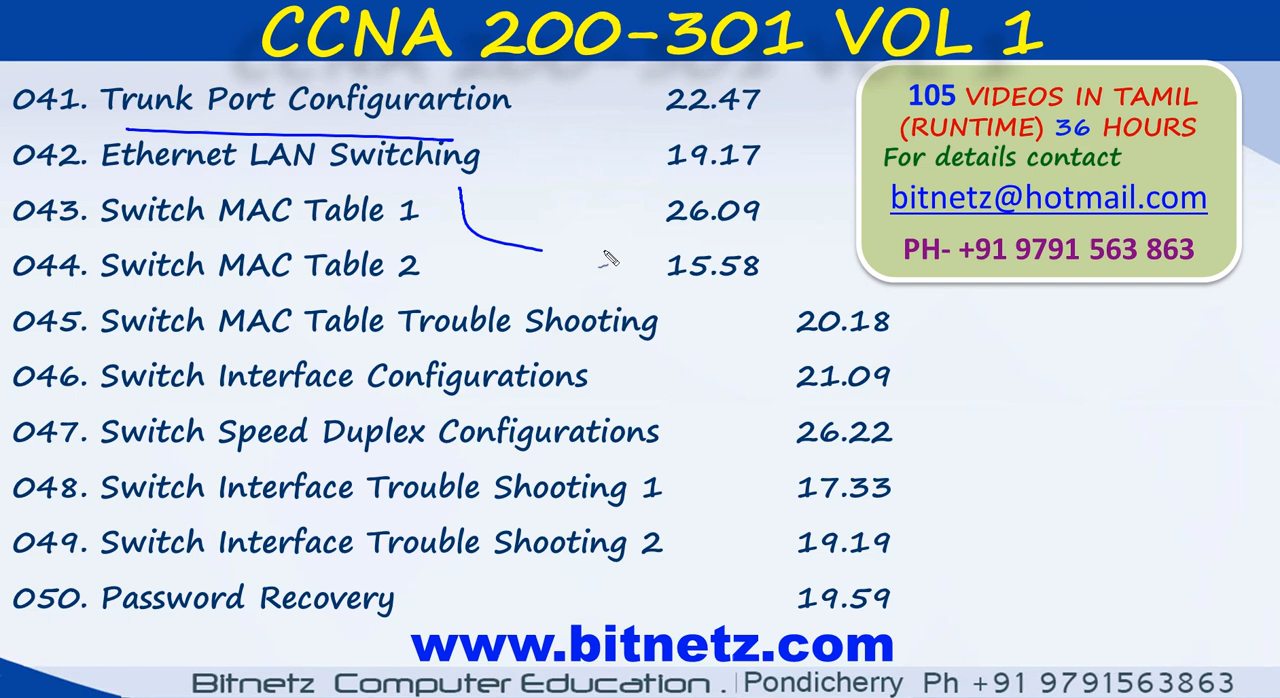 CCNA 200-301 VOL 1
041. Trunk Port Configurartion 22.47
042. Ethernet LAN Switching 19.17
043. Switch MAC Table 1 26.09
044. Switch MAC Table 2 15.58
045. Switch MAC Table Trouble Shooting 20.18
046. Switch Interface Configurations 21.09
047. Switch Speed Duplex Configurations 26.22
048. Switch Interface Trouble Shooting 1 17.33
049. Switch Interface Trouble Shooting 2 19.19
050. Password Recovery 19.59
105 VIDEOS IN TAMIL
(RUNTIME) 36 HOURS
For details contact
bitnetz@hotmail.com
PH- +91 9791 563 863
www.bitnetz.com
Bitnetz Computer Education . | Pondicherry Ph +91 9791563863